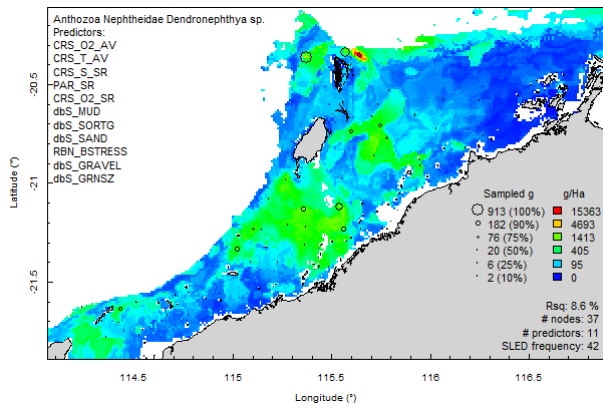 Anthozoa Nephtheidae Dendronephthya sp.
Predictors:
CRS_O2_AV
CRS_T_AV
CRS_S_SR
PAR_SR
CRS_O2_SR
dbS_MUD
dbS_SORTG
dbS_SAND
RBN_BSTRESS
dbS_GRAVEL
dbS_GRNSZ
Latitude (°)
-20.5
-21
-21.5
Sampled g g/Ha
913 (100%) 15363
182 (90%) 4693
76 (75%) 1413
20 (50%) 405
6 (25%) 95
2 (10%) 0
Rsq: 8.6 %
# nodes: 37
# predictors: 11
SLED frequency: 42
114.5 115 115.5 116 116.5
Longitude (°)